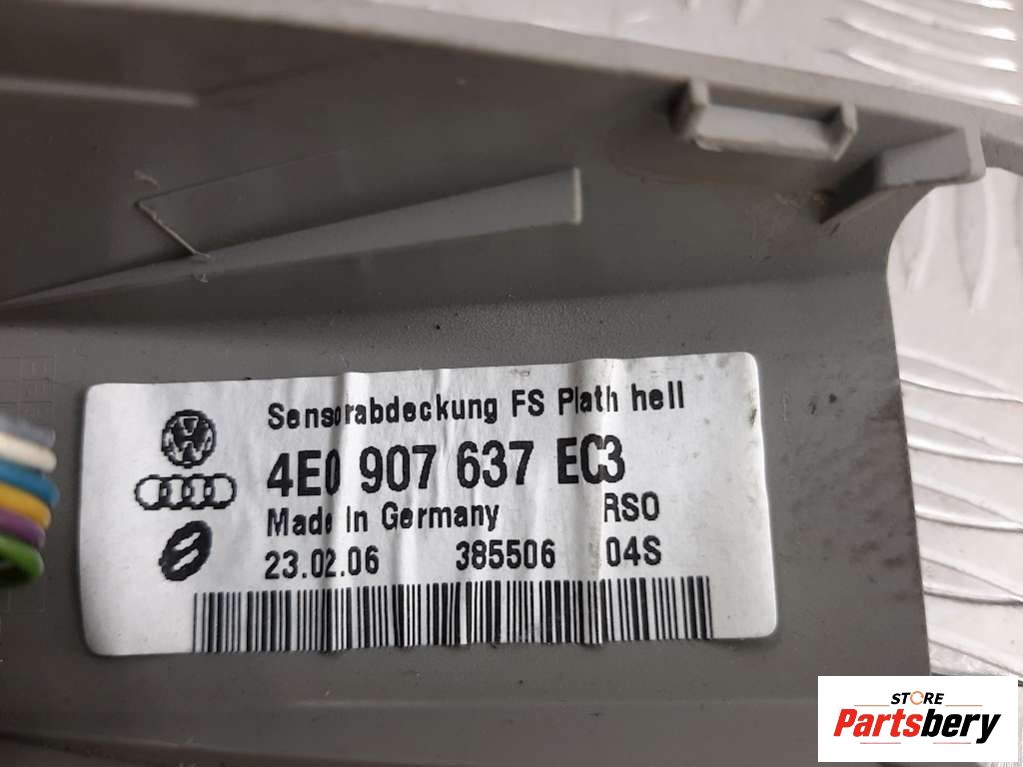 Sensorabdeckung FS Plath hell
4E0 907 637 EC3
Made In Germany RSO
23.02.06 385506 04S
STORE
Partsbery